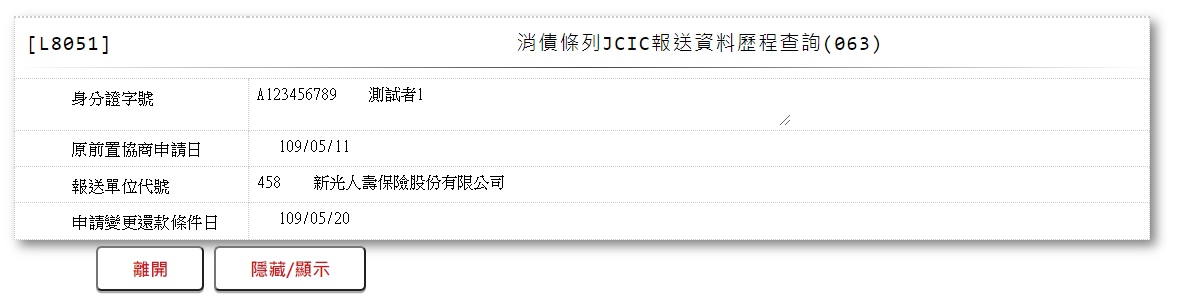 [L8051] 消債條列JCIC報送資料歷程查詢(063)
身分證字號 A123456789 測試者1
原前置協商申請日 109/05/11
報送單位代號 458 新光人壽保險股份有限公司
申請變更還款條件日 109/05/20
離開 隱藏/顯示